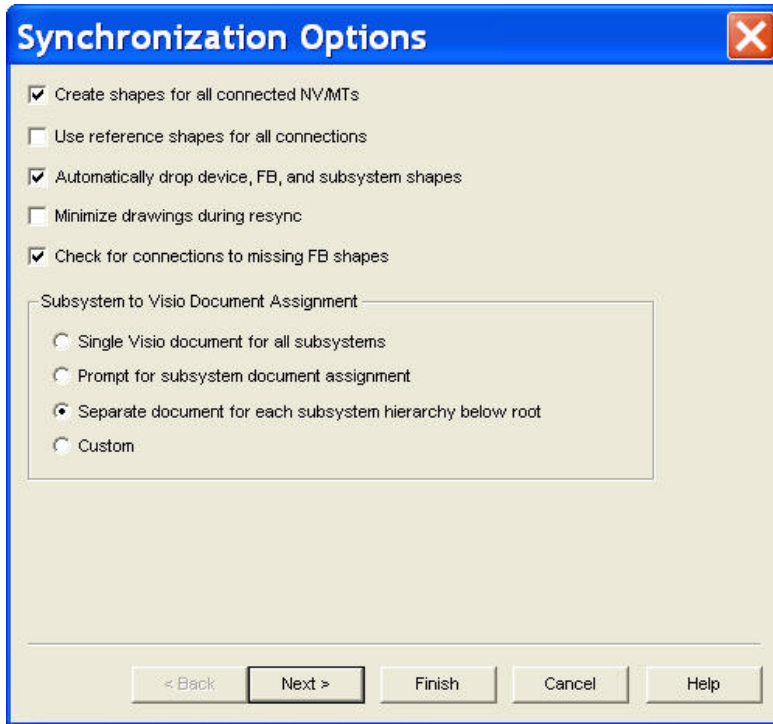 Synchronization Options
Create shapes for all connected NV/MTs
Use reference shapes for all connections
Automatically drop device, FB, and subsystem shapes
Minimize drawings during resync
Check for connections to missing FB shapes
Subsystem to Visio Document Assignment
Single Visio document for all subsystems
Prompt for subsystem document assignment
Separate document for each subsystem hierarchy below root
Custom
< Back Next > Finish Cancel Help